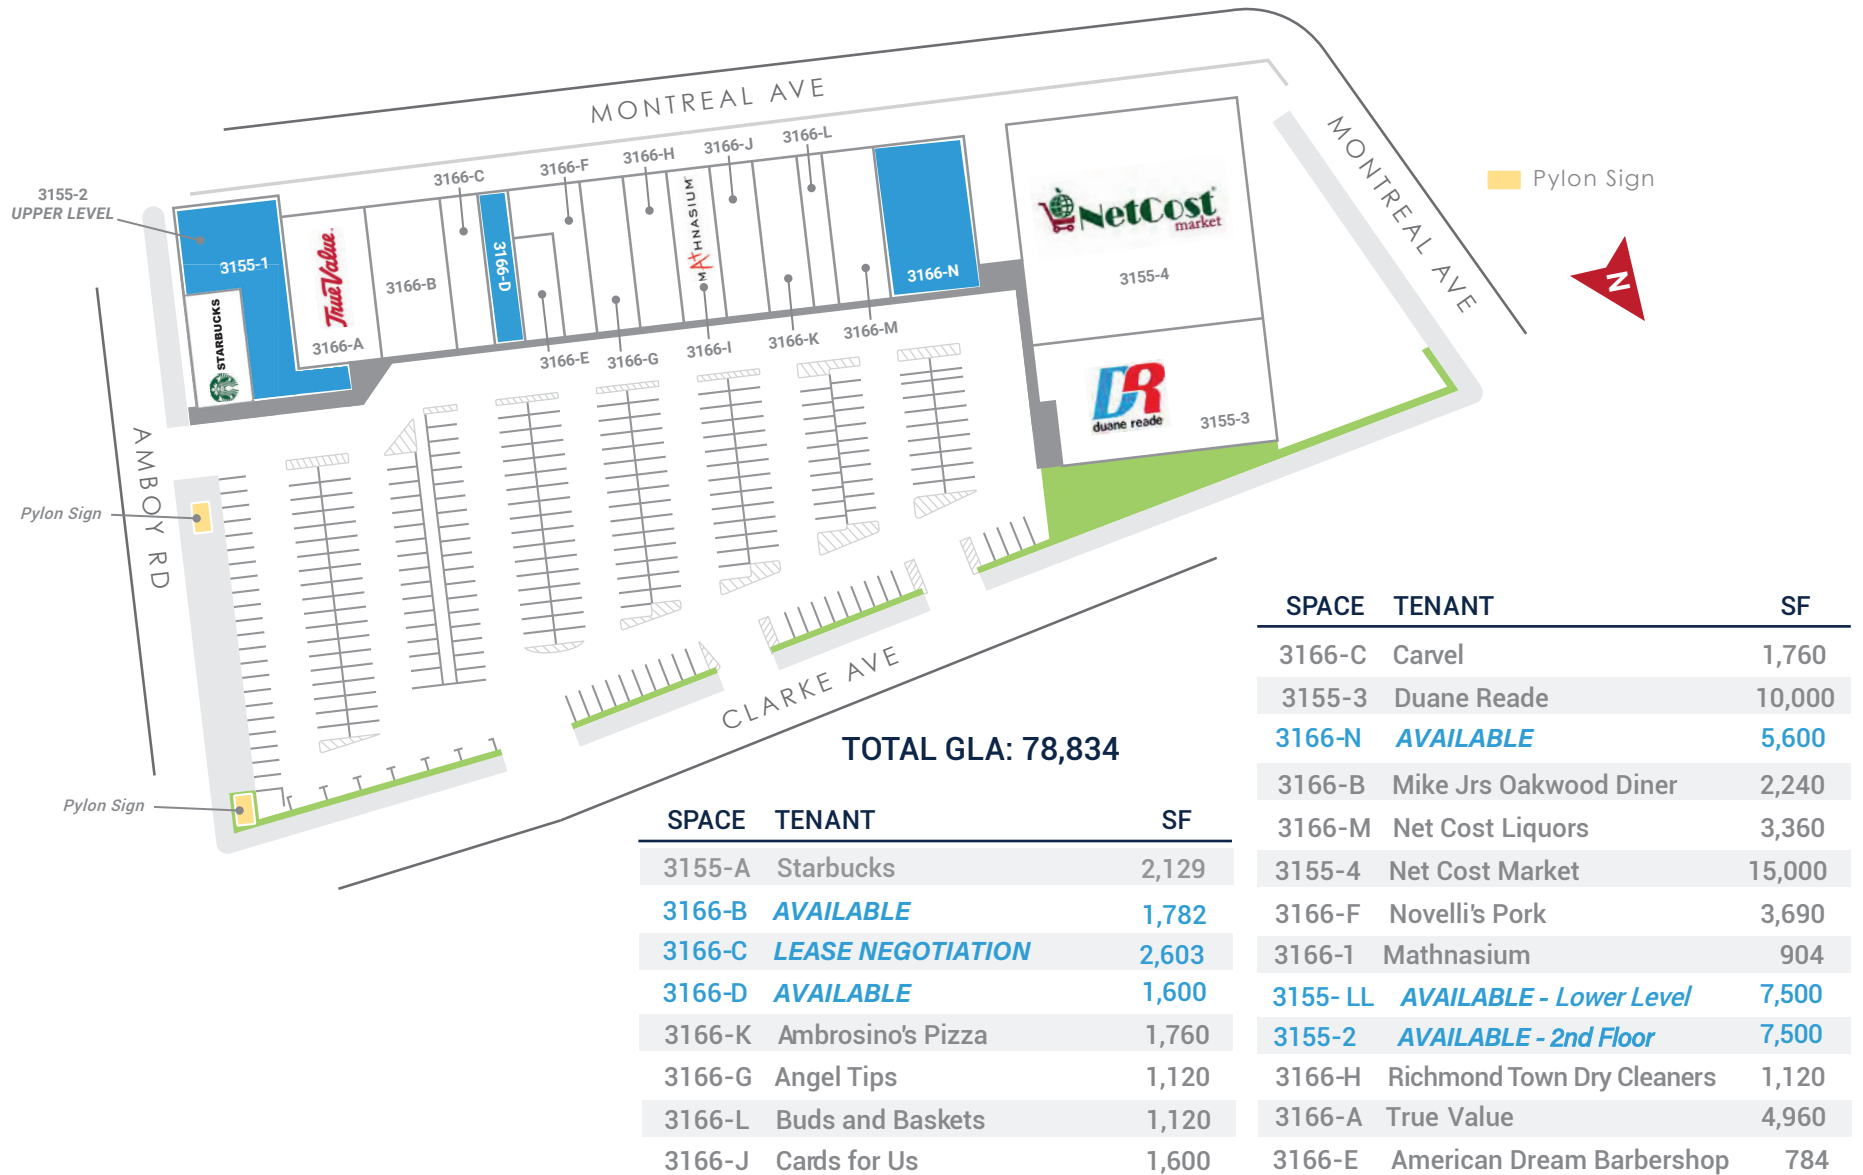 MONTREAL AVE
MONTREAL AVE
Pylon Sign
N
3155-2
UPPER LEVEL
3155-1
STARBUCKS
True Value.
3166-A
3166-B
3166-C
3166-D
3166-F
3166-E
3166-H
3166-G
MATHNASIUM
3166-I
3166-J
3166-K
3166-L
3166-M
3166-N
NetCost
market
3155-4
DR
duane reade
3155-3
AMBOY RD
Pylon Sign
Pylon Sign
CLARKE AVE
TOTAL GLA: 78,834
SPACE TENANT SF
3155-A Starbucks 2,129
3166-B AVAILABLE 1,782
3166-C LEASE NEGOTIATION 2,603
3166-D AVAILABLE 1,600
3166-K Ambrosino's Pizza 1,760
3166-G Angel Tips 1,120
3166-L Buds and Baskets 1,120
3166-J Cards for Us 1,600
SPACE TENANT SF
3166-C Carvel 1,760
3155-3 Duane Reade 10,000
3166-N AVAILABLE 5,600
3166-B Mike Jrs Oakwood Diner 2,240
3166-M Net Cost Liquors 3,360
3155-4 Net Cost Market 15,000
3166-F Novelli's Pork 3,690
3166-1 Mathnasium 904
3155- LL AVAILABLE - Lower Level 7,500
3155-2 AVAILABLE - 2nd Floor 7,500
3166-H Richmond Town Dry Cleaners 1,120
3166-A True Value 4,960
3166-E American Dream Barbershop 784